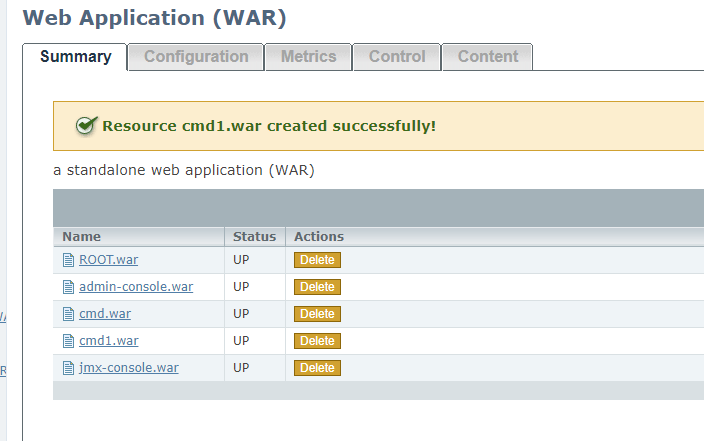 Web Application (WAR)
Summary Configuration Metrics Control Content
Resource cmd1.war created successfully!
a standalone web application (WAR)
Name Status Actions
ROOT.war UP Delete
admin-console.war UP Delete
cmd.war UP Delete
cmd1.war UP Delete
jmx-console.war UP Delete